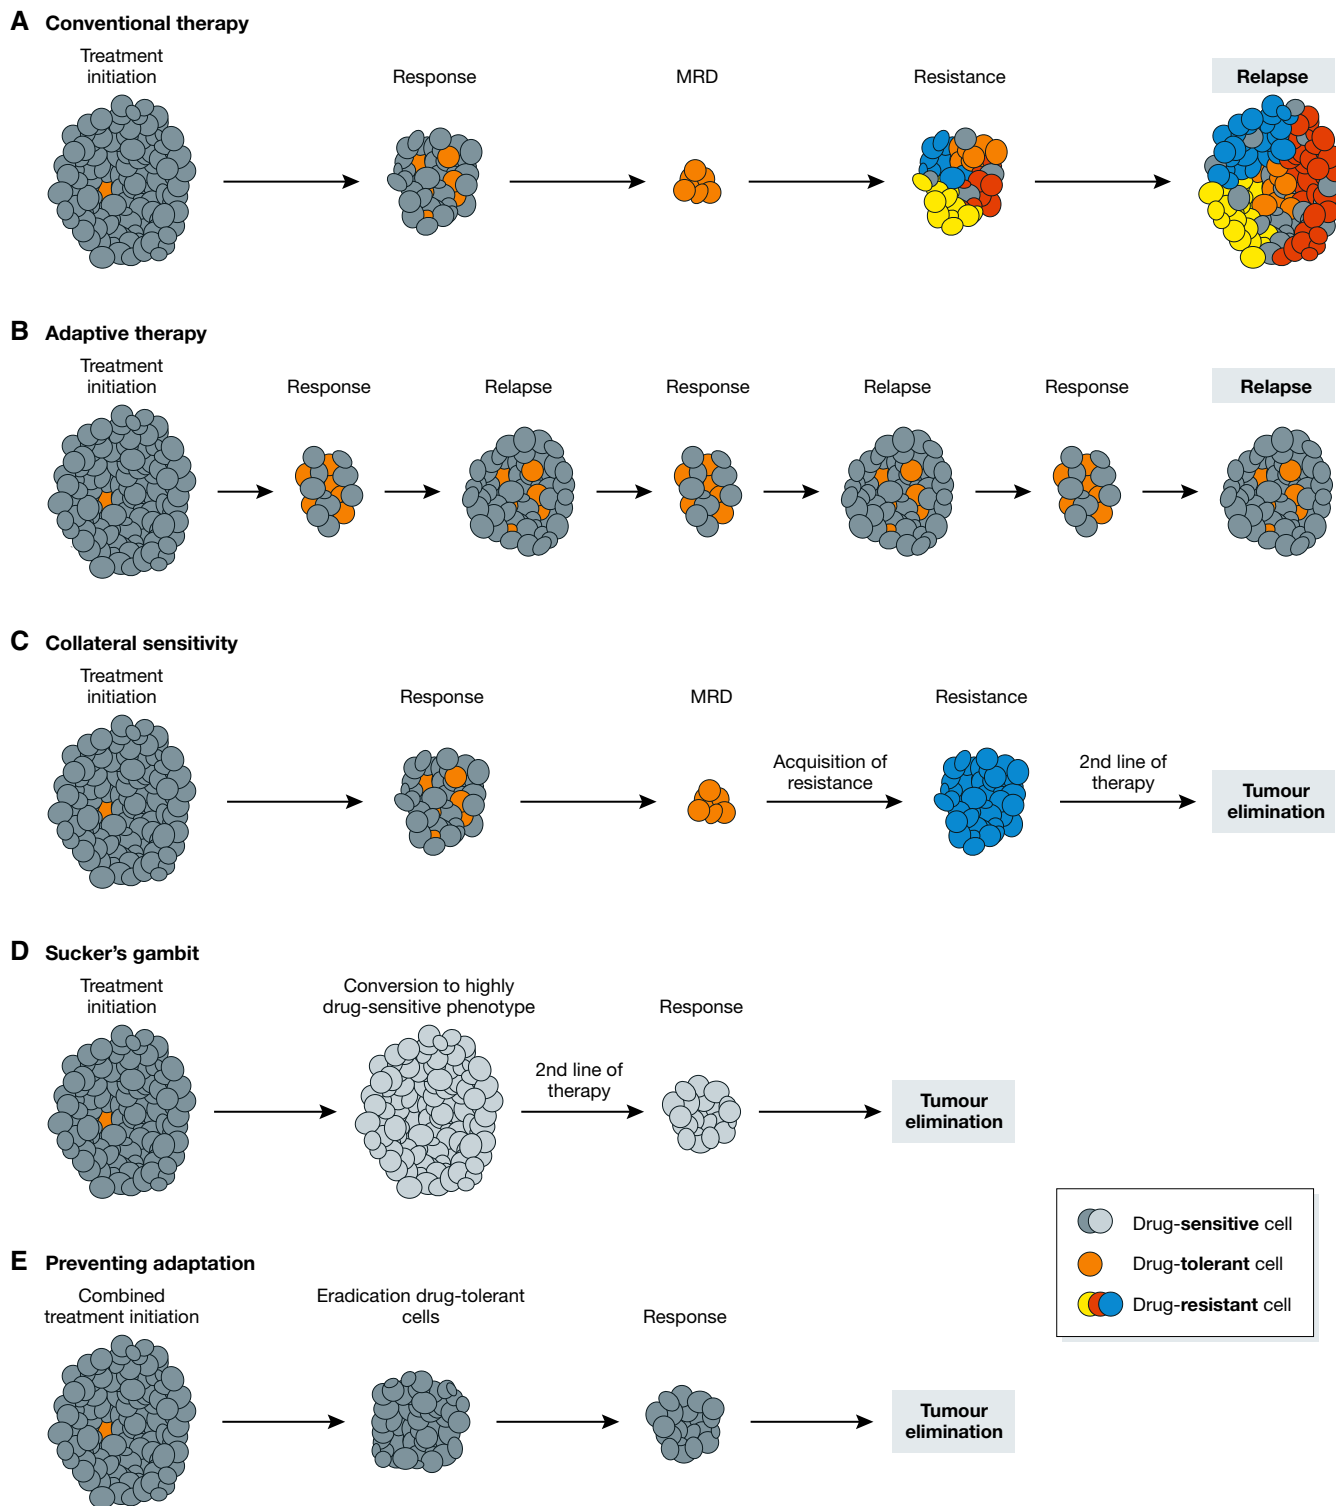 A Conventional therapy
Treatment
initiation
Response
MRD
Resistance
Relapse
B Adaptive therapy
Treatment
initiation
Response
Relapse
Response
Relapse
Response
Relapse
C Collateral sensitivity
Treatment
initiation
Response
MRD
Acquisition of
resistance
Resistance
2nd line of
therapy
Tumour
elimination
D Sucker's gambit
Treatment
initiation
Conversion to highly
drug-sensitive phenotype
2nd line of
therapy
Response
Tumour
elimination
E Preventing adaptation
Combined
treatment initiation
Eradication drug-tolerant
cells
Response
Tumour
elimination
Drug-sensitive cell
Drug-tolerant cell
Drug-resistant cell